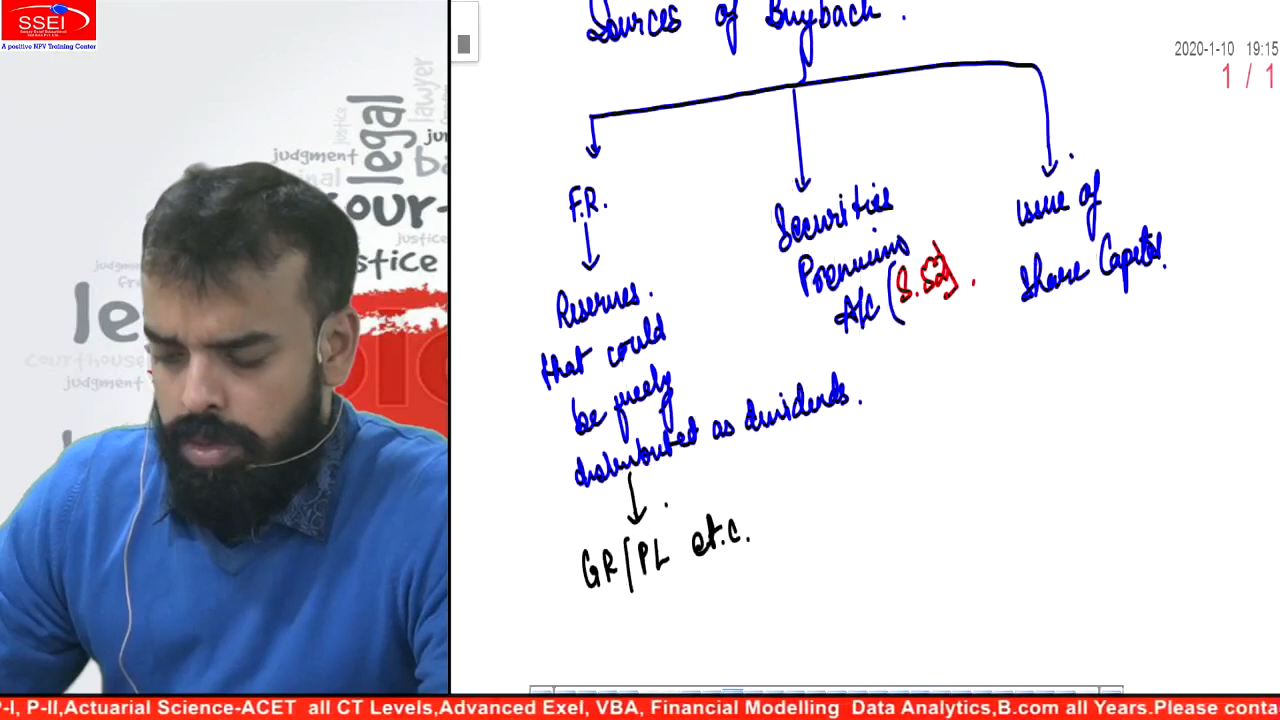 SSEI
A positive NPV Training Center
Sources of Buyback.
2020-1-10 19:15
1 / 1
F.R.
Reserves.
that could
be freely
distributed as dividends.
GR/PL etc.
Securities
Premium
A/C (S.52).
issue of
Share Capital.
legal
lawyer
justice
judgment
justice
judgment
courthouse
judgment
P-I, P-II,Actuarial Science-ACET all CT Levels,Advanced Exel, VBA, Financial Modelling Data Analytics,B.com all Years.Please conta